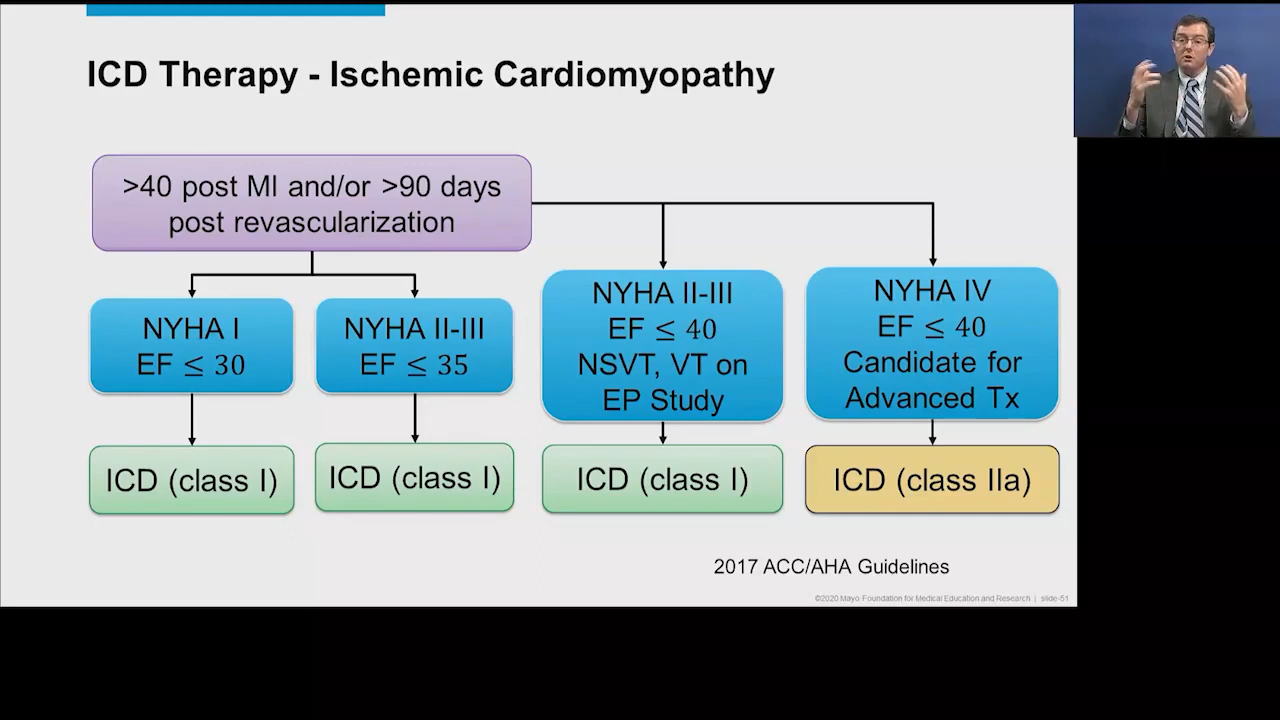 ICD Therapy - Ischemic Cardiomyopathy
>40 post MI and/or >90 days
post revascularization
NYHA I
EF ≤ 30
NYHA II-III
EF ≤ 35
NYHA II-III
EF ≤ 40
NSVT, VT on
EP Study
NYHA IV
EF ≤ 40
Candidate for
Advanced Tx
ICD (class I)
ICD (class I)
ICD (class I)
ICD (class IIa)
2017 ACC/AHA Guidelines
©2020 Mayo Foundation for Medical Education and Research | slide-51